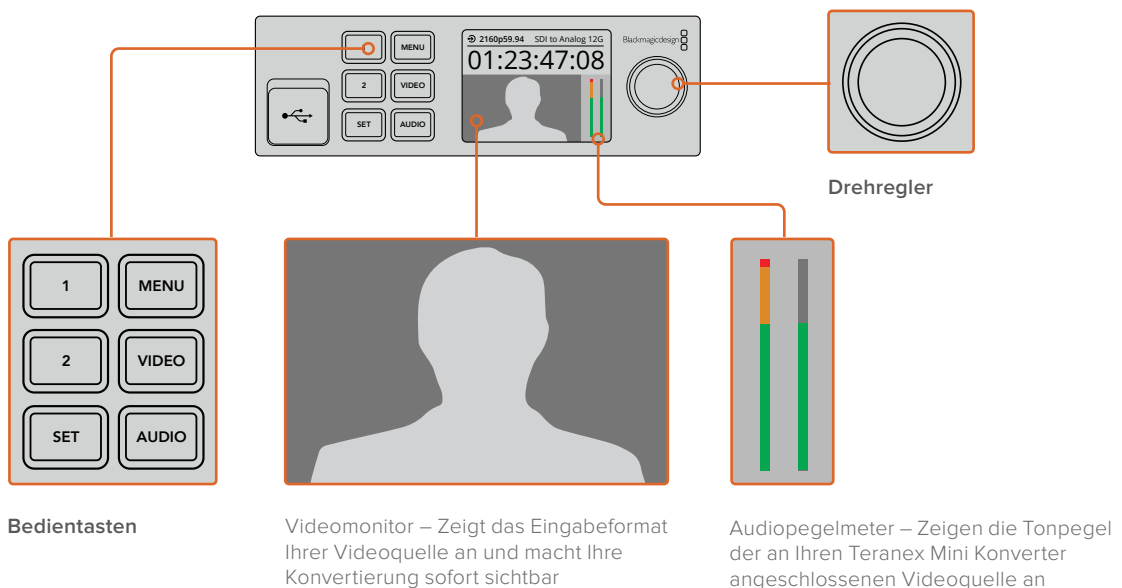 2160p59.94 SDI to Analog 12G
Blackmagicdesign
01:23:47:08
MENU
2 VIDEO
SET AUDIO
Drehregler
1 MENU
2 VIDEO
SET AUDIO
Bedientasten
Videomonitor – Zeigt das Eingabeformat
Ihrer Videoquelle an und macht Ihre
Konvertierung sofort sichtbar
Audiopegelmeter – Zeigen die Tonpegel
der an Ihren Teranex Mini Konverter
angeschlossenen Videoquelle an